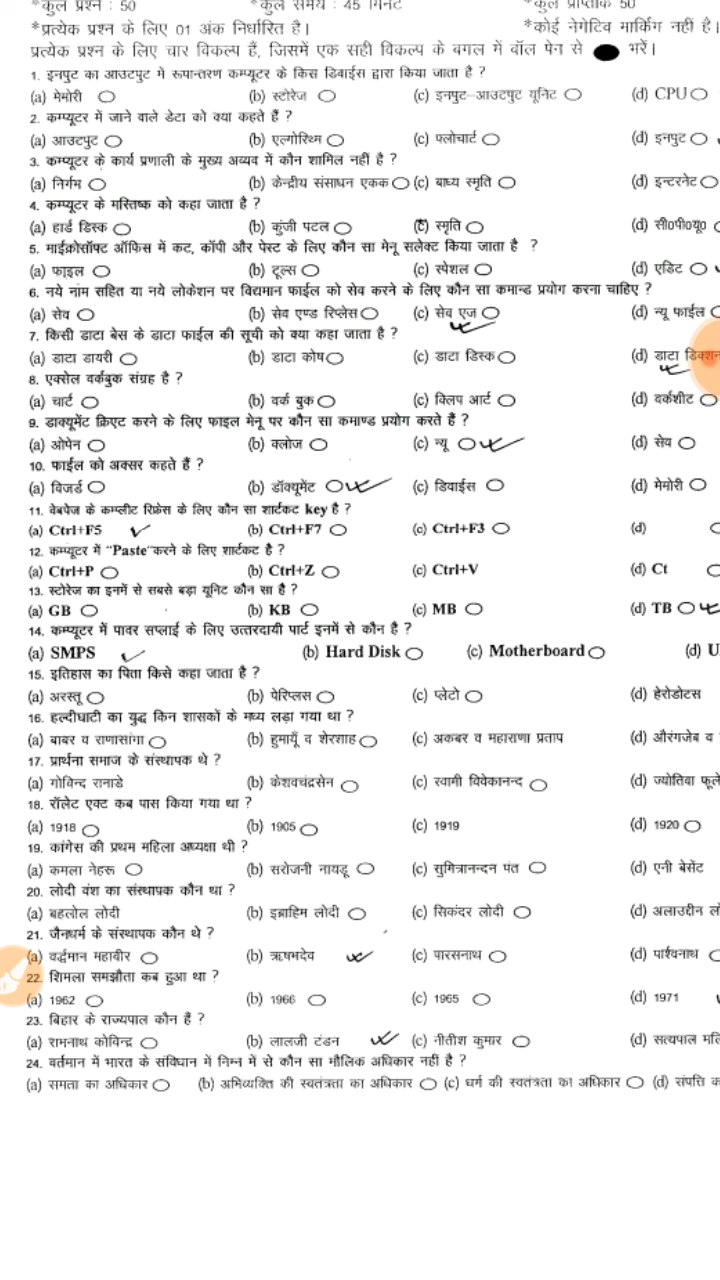 *कुल प्रश्न : 50 *कुल समय : 45 मिनट *कुल प्राप्तांक 50
*प्रत्येक प्रश्न के लिए 01 अंक निर्धारित है। *कोई नेगेटिव मार्किंग नहीं है।
प्रत्येक प्रश्न के लिए चार विकल्प हैं, जिसमें एक सही विकल्प के बगल में बॉल पेन से भरें।
1. इनपुट का आउटपुट मे रूपान्तरण कम्प्यूटर के किस डिवाईस द्वारा किया जाता है ?
(a) मेमोरी (b) स्टोरेज (c) इनपुट–आउटपुट यूनिट (d) CPU
2. कम्प्यूटर में जाने वाले डेटा को क्या कहते हैं ?
(a) आउटपुट (b) एल्गोरिथ्म (c) फ्लोचार्ट (d) इनपुट
3. कम्प्यूटर के कार्य प्रणाली के मुख्य अव्यव में कौन शामिल नहीं है ?
(a) निर्गम (b) केन्द्रीय संसाधन एकक (c) बाध्य स्मृति (d) इन्टरनेट
4. कम्प्यूटर के मस्तिष्क को कहा जाता है ?
(a) हार्ड डिस्क (b) कुंजी पटल (c) स्मृति (d) सी०पी०यू०
5. माईक्रोसॉफ्ट ऑफिस में कट, कॉपी और पेस्ट के लिए कौन सा मेनू सलेक्ट किया जाता है ?
(a) फाइल (b) टूल्स (c) स्पेशल (d) एडिट
6. नये नाम सहित या नये लोकेशन पर विद्यमान फाईल को सेव करने के लिए कौन सा कमान्ड प्रयोग करना चाहिए ?
(a) सेव (b) सेव एण्ड रिप्लेस (c) सेव एज (d) न्यू फाईल
7. किसी डाटा बेस के डाटा फाईल की सूची को क्या कहा जाता है ?
(a) डाटा डायरी (b) डाटा कोष (c) डाटा डिस्क (d) डाटा
8. एक्सेल वर्कबुक संग्रह है ?
(a) चार्ट (b) वर्क बुक (c) क्लिप आर्ट (d) वर्कशीट
9. डाक्यूमेंट क्रिएट करने के लिए फाइल मेनू पर कौन सा कमाण्ड प्रयोग करते हैं ?
(a) ओपेन (b) क्लोज (c) न्यू (d) सेव
10. फाईल को अक्सर कहते हैं ?
(a) विजर्ड (b) डॉक्यूमेंट (c) डिवाईस (d) मेमोरी
11. वेबपेज के कम्प्लीट रिफ्रेस के लिए कौन सा शार्टकट key है ?
(a) Ctrl+F5 (b) Ctrl+F7 (c) Ctrl+F3 (d)
12. कम्प्यूटर में "Paste" करने के लिए शार्टकट है ?
(a) Ctrl+P (b) Ctrl+Z (c) Ctrl+V (d) Ct
13. स्टोरेज का इनमें से सबसे बड़ा यूनिट कौन सा है ?
(a) GB (b) KB (c) MB (d) TB
14. कम्प्यूटर में पावर सप्लाई के लिए उत्तरदायी पार्ट इनमें से कौन है ?
(a) SMPS (b) Hard Disk (c) Motherboard (d) U
15. इतिहास का पिता किसे कहा जाता है ?
(a) अरस्तू (b) पेरिप्लस (c) प्लेटो (d) हेरोडोटस
16. हल्दीघाटी का युद्ध किन शासकों के मध्य लड़ा गया था ?
(a) बाबर व राणासांगा (b) हुमायूँ व शेरशाह (c) अकबर व महाराणा प्रताप (d) औरंगजेब व
17. प्रार्थना समाज के संस्थापक थे ?
(a) गोविन्द रानाडे (b) केशवचंद्रसेन (c) स्वामी विवेकानन्द (d) ज्योतिवा फूले
18. रॉलेट एक्ट कब पास किया गया था ?
(a) 1918 (b) 1905 (c) 1919 (d) 1920
19. कांगेस की प्रथम महिला अध्यक्षा थी ?
(a) कमला नेहरू (b) सरोजनी नायडू (c) सुमित्रानन्दन पंत (d) एनी बेसेंट
20. लोदी वंश का संस्थापक कौन था ?
(a) बहलोल लोदी (b) इब्राहिम लोदी (c) सिकंदर लोदी (d) अलाउद्दीन लो
21. जैनधर्म के संस्थापक कौन थे ?
(a) वर्द्धमान महावीर (b) ऋषभदेव (c) पारसनाथ (d) पार्श्वनाथ
22. शिमला समझौता कब हुआ था ?
(a) 1962 (b) 1966 (c) 1965 (d) 1971
23. बिहार के राज्यपाल कौन हैं ?
(a) रामनाथ कोविन्द (b) लालजी टंडन (c) नीतीश कुमार (d) सत्यपाल मलि
24. वर्तमान में भारत के संविधान में निम्न में से कौन सा मौलिक अधिकार नहीं है ?
(a) समता का अधिकार (b) अभिव्यक्ति की स्वतंत्रता का अधिकार (c) धर्म की स्वतंत्रता का अधिकार (d) संपत्ति क